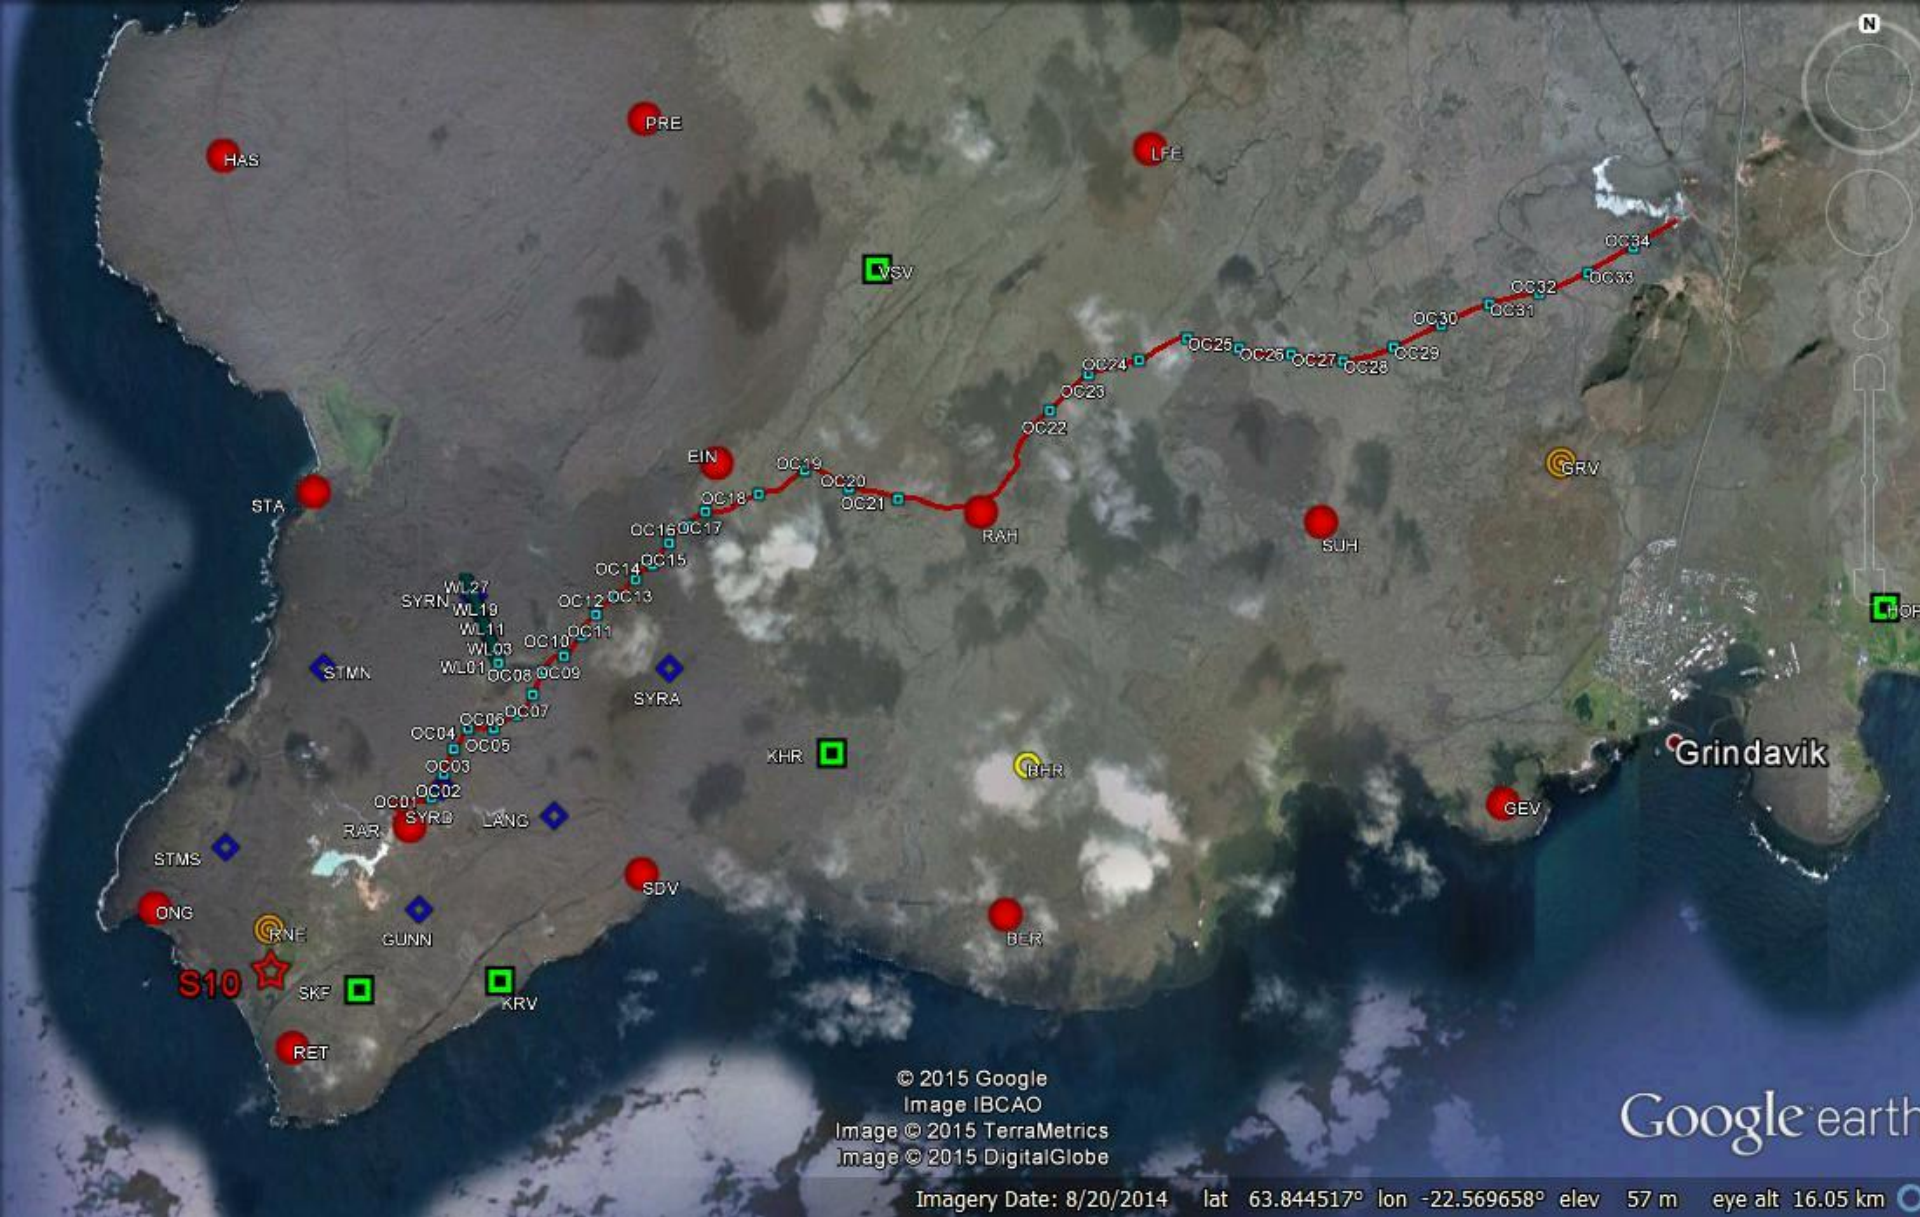 N
PRE
LFE
HAS
OC34
VSV
OC33
OC32
OC31
OC30
OC25
OC26
OC27
OC28
OC29
OC24
OC23
OC22
EIN
OC19
GRV
OC20
OC18
OC21
STA
OC16
OC17
RAH
SUH
OC15
OC14
WL27
SYRN
WL19
OC12
OC13
HOP
WL11
OC11
WL03
OC10
WL01
OC08
OC09
STMN
SYRA
OC07
OC06
OC04
OC05
KHR
Grindavik
OC03
RHR
OC02
OC01
SYRD
LANG
GEV
RAR
STMS
SDV
ONG
RNE
GUNN
BER
S10
SKF
KRV
RET
© 2015 Google
Image IBCAO
Image © 2015 TerraMetrics
Image © 2015 DigitalGlobe
Google earth
Imagery Date: 8/20/2014 lat 63.844517° lon -22.569658° elev 57 m eye alt 16.05 km